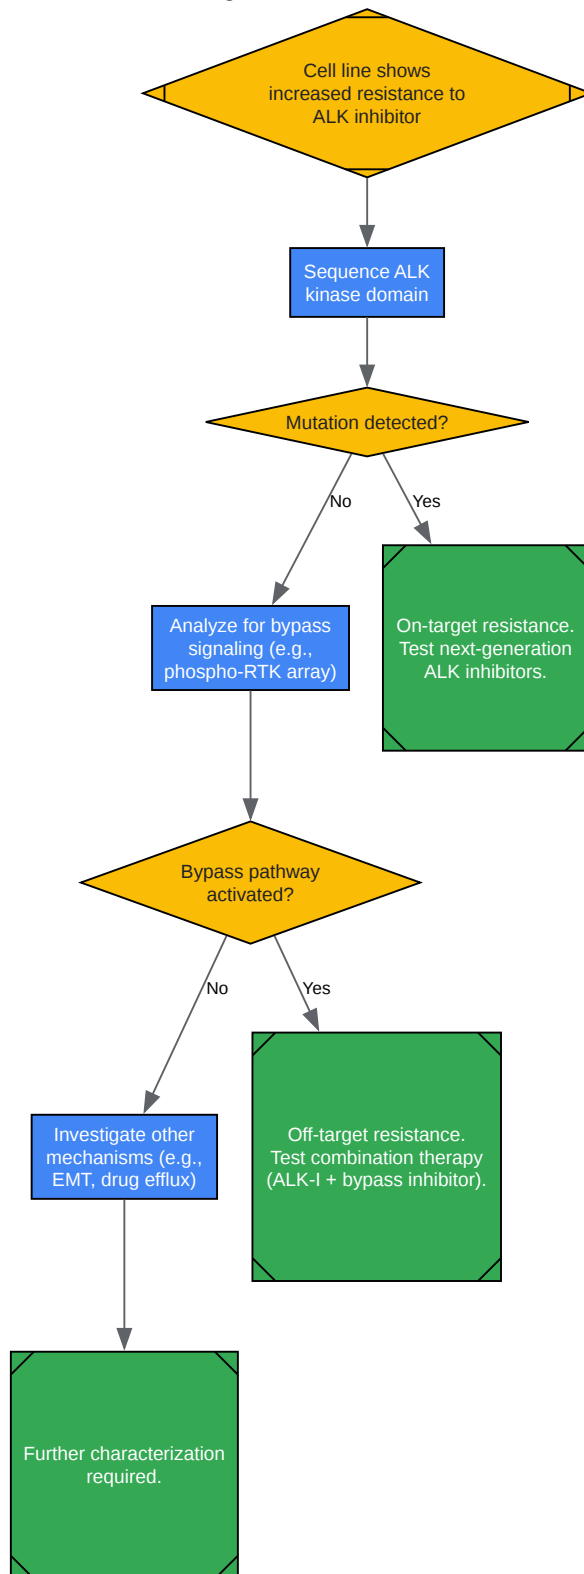 Cell line shows
increased resistance to
ALK inhibitor
Sequence ALK
kinase domain
Mutation detected?
No
Yes
On-target resistance.
Test next-generation
ALK inhibitors.
Analyze for bypass
signaling (e.g.,
phospho-RTK array)
Bypass pathway
activated?
No
Yes
Off-target resistance.
Test combination therapy
(ALK-I + bypass inhibitor).
Investigate other
mechanisms (e.g.,
EMT, drug efflux)
Further characterization
required.